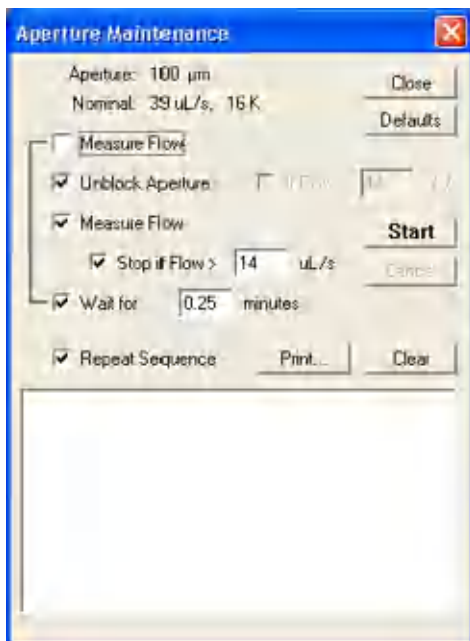 Aperture Maintenance
Aperture: 100 µm
Nominal: 39 uL/s, 16 K
Close
Defaults
Measure Flow
Unblock Aperture
Measure Flow
Start
Stop if Flow > 14 uL/s
Cancel
Wait for 0.25 minutes
Repeat Sequence
Print...
Clear